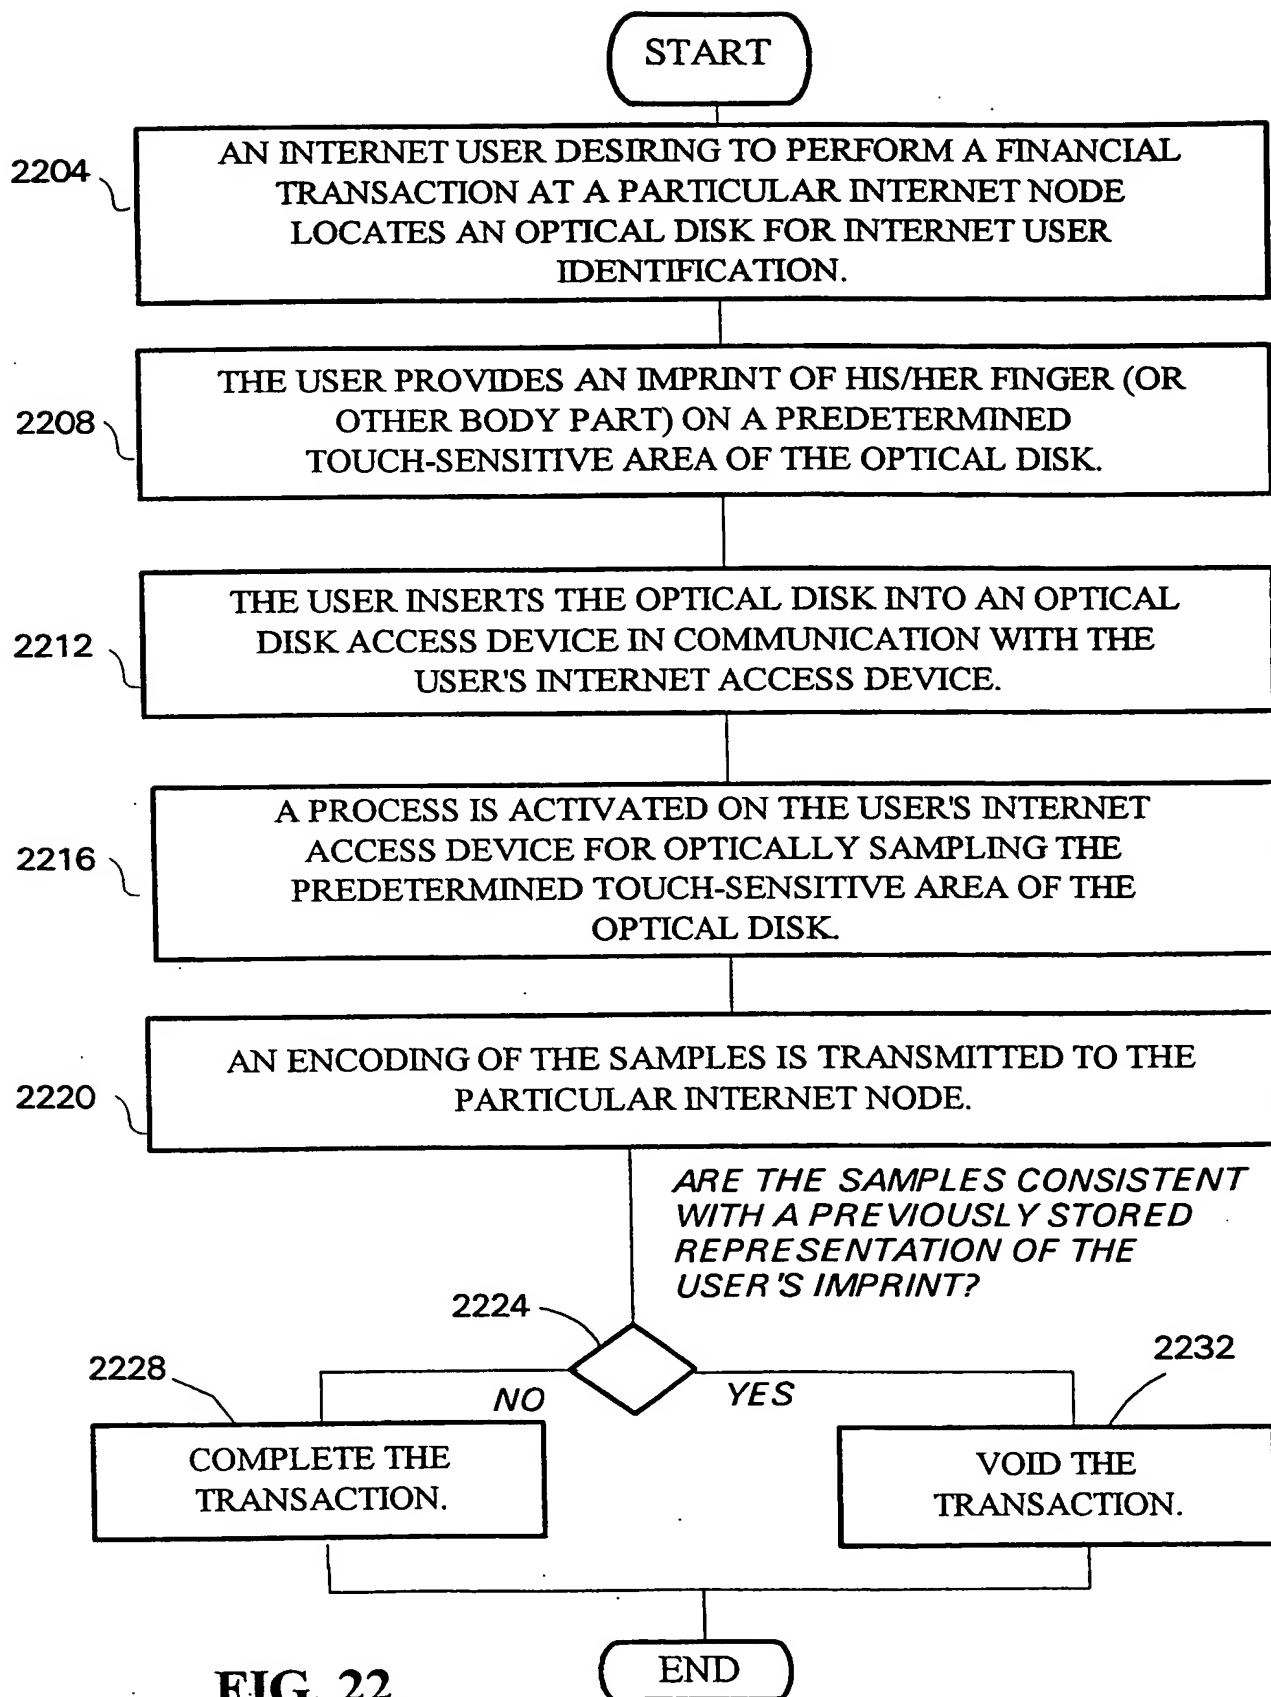 START
2204
AN INTERNET USER DESIRING TO PERFORM A FINANCIAL
TRANSACTION AT A PARTICULAR INTERNET NODE
LOCATES AN OPTICAL DISK FOR INTERNET USER
IDENTIFICATION.
2208
THE USER PROVIDES AN IMPRINT OF HIS/HER FINGER (OR
OTHER BODY PART) ON A PREDETERMINED
TOUCH-SENSITIVE AREA OF THE OPTICAL DISK.
2212
THE USER INSERTS THE OPTICAL DISK INTO AN OPTICAL
DISK ACCESS DEVICE IN COMMUNICATION WITH THE
USER'S INTERNET ACCESS DEVICE.
2216
A PROCESS IS ACTIVATED ON THE USER'S INTERNET
ACCESS DEVICE FOR OPTICALLY SAMPLING THE
PREDETERMINED TOUCH-SENSITIVE AREA OF THE
OPTICAL DISK.
2220
AN ENCODING OF THE SAMPLES IS TRANSMITTED TO THE
PARTICULAR INTERNET NODE.
ARE THE SAMPLES CONSISTENT
WITH A PREVIOUSLY STORED
REPRESENTATION OF THE
USER'S IMPRINT?
2224
2228
NO
YES
2232
COMPLETE THE
TRANSACTION.
VOID THE
TRANSACTION.
END
FIG. 22